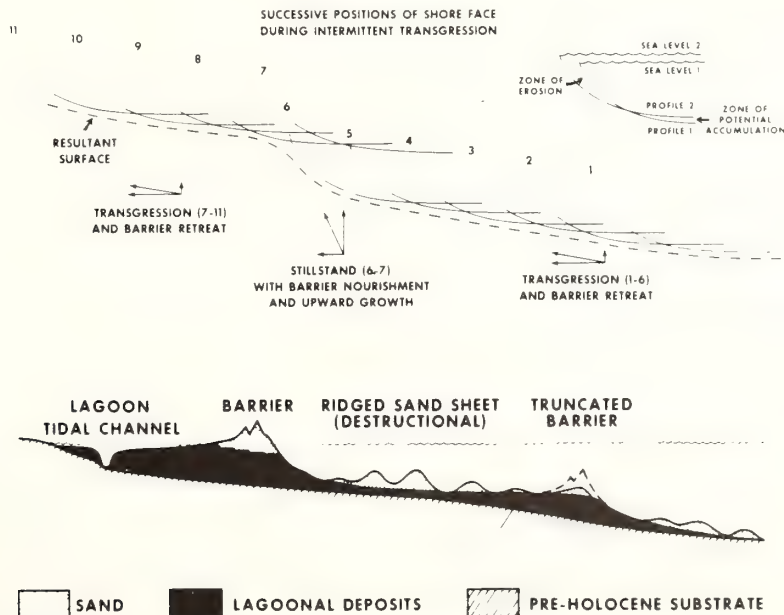 SUCCESSIVE POSITIONS OF SHORE FACE
DURING INTERMITTENT TRANSGRESSION
11
10
9
8
7
6
5
4
3
2
1
SEA LEVEL 2
SEA LEVEL 1
ZONE OF
EROSION
PROFILE 2
PROFILE 1
ZONE OF
POTENTIAL
ACCUMULATION
RESULTANT
SURFACE
TRANSGRESSION (7-11)
AND BARRIER RETREAT
STILLSTAND (6-7)
WITH BARRIER NOURISHMENT
AND UPWARD GROWTH
TRANSGRESSION (1-6)
AND BARRIER RETREAT
LAGOON
TIDAL CHANNEL
BARRIER
RIDGED SAND SHEET
(DESTRUCTIONAL)
TRUNCATED
BARRIER
SAND
LAGOONAL DEPOSITS
PRE-HOLOCENE SUBSTRATE